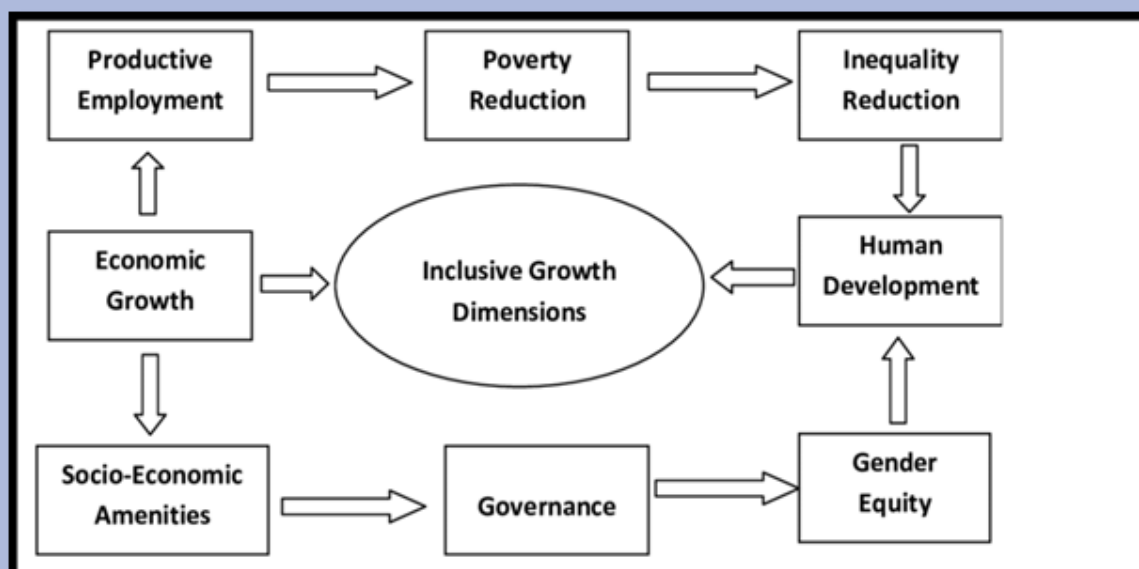 Productive
Employment
Poverty
Reduction
Inequality
Reduction
Economic
Growth
Inclusive Growth
Dimensions
Human
Development
Socio-Economic
Amenities
Governance
Gender
Equity